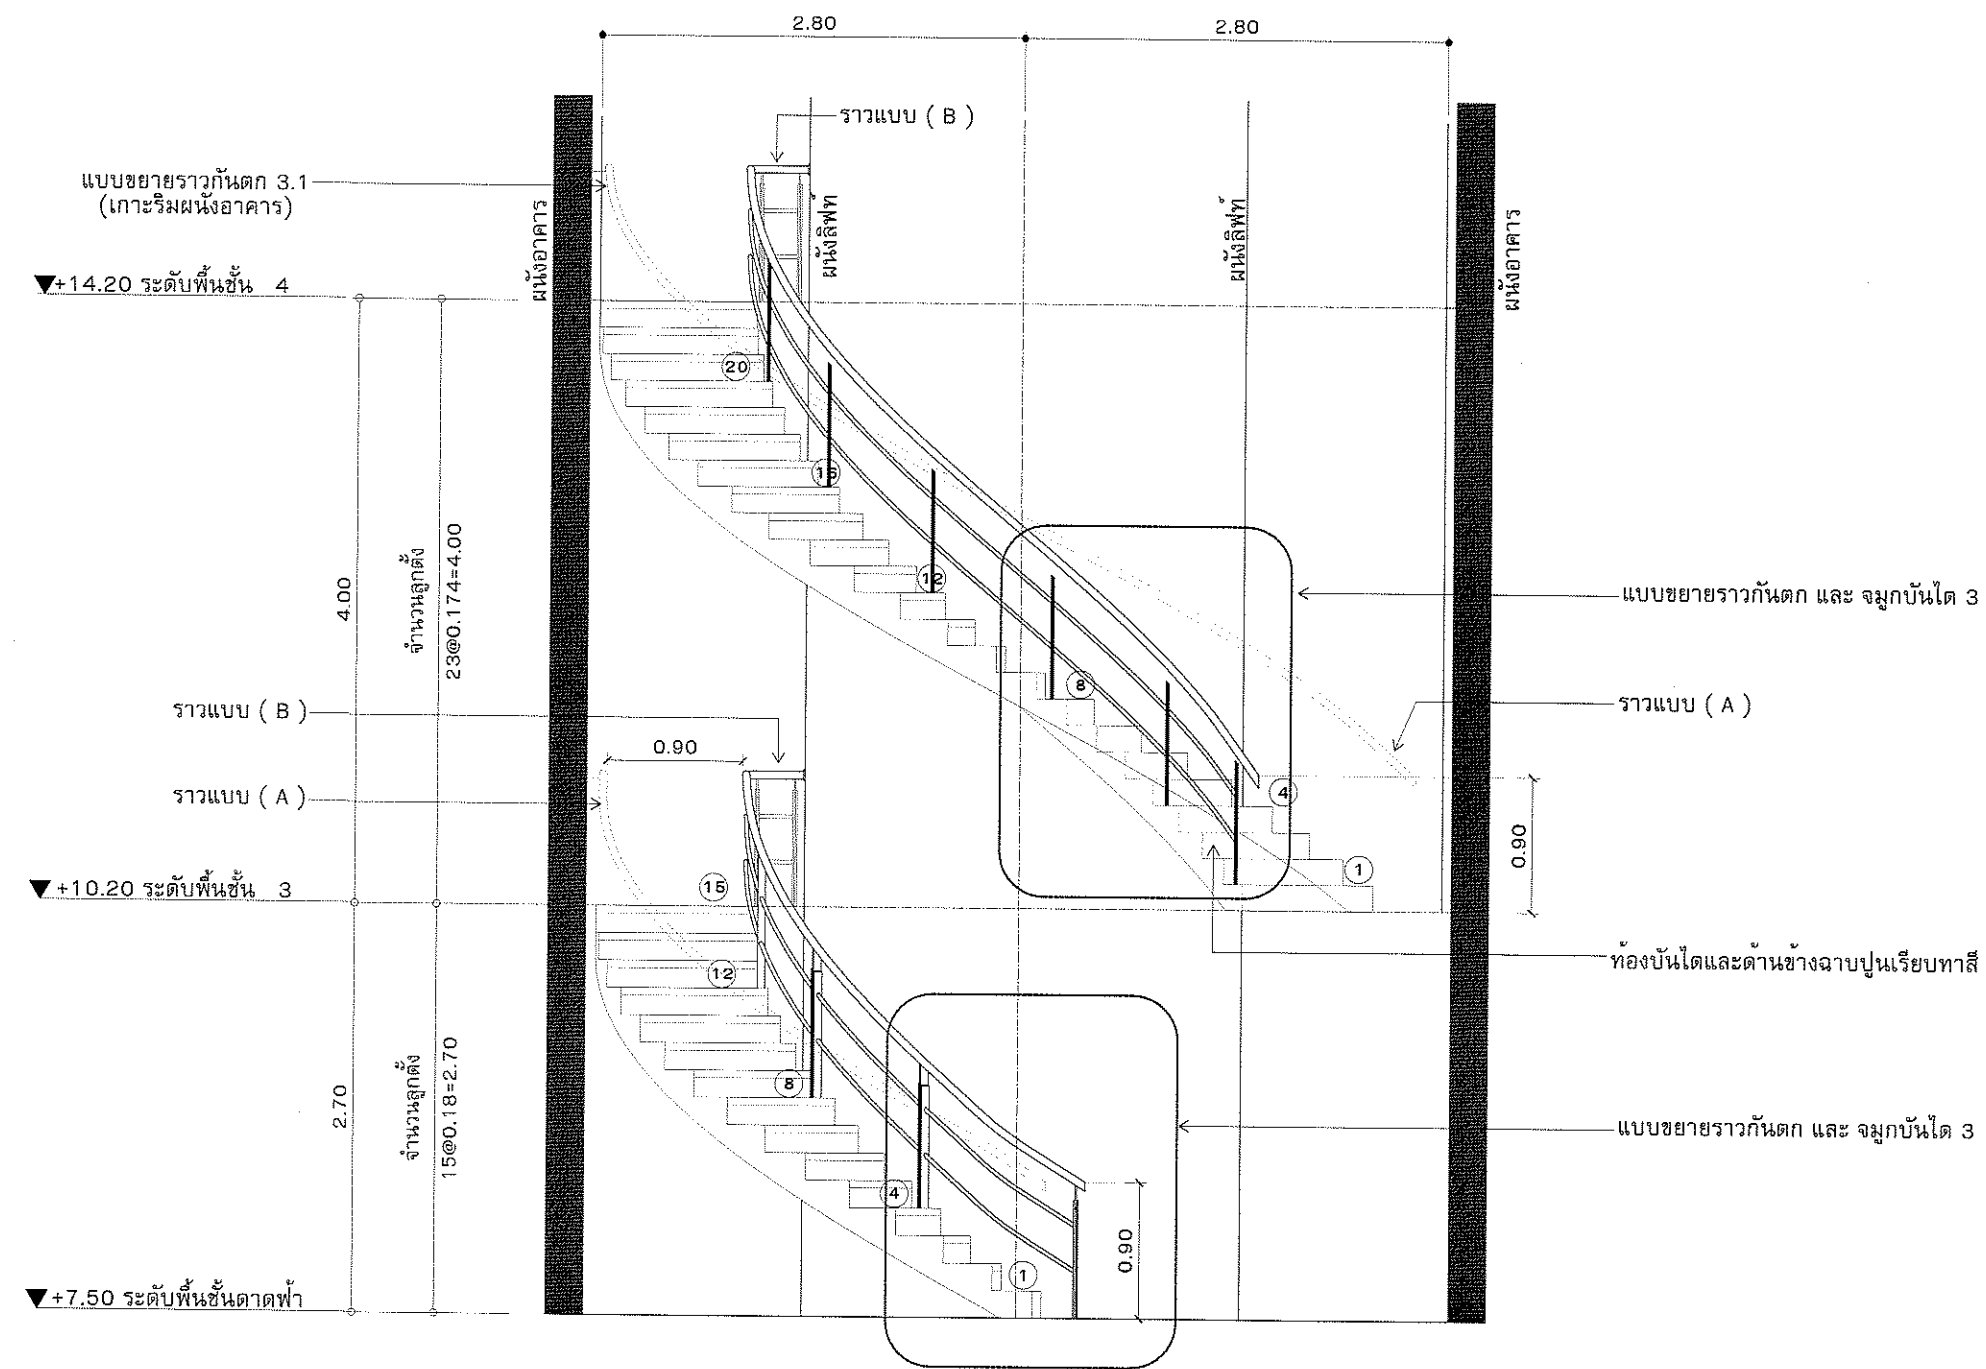 2.80
2.80
ราวแบบ ( B )
แบบขยายราวกันตก 3.1
(เกาะริมผนังอาคาร)
ผนังอาคาร
ผนังลิฟท์
ผนังลิฟท์
ผนังอาคาร
+14.20 ระดับพื้นชั้น 4
20
16
12
8
4
1
4.00
จำนวนลูกตั้ง
23@0.174=4.00
แบบขยายราวกันตก และ จมูกบันได 3
ราวแบบ ( B )
ราวแบบ ( A )
0.90
ราวแบบ ( A )
0.90
+10.20 ระดับพื้นชั้น 3
15
12
8
4
1
ท้องบันไดและด้านข้างฉาบปูนเรียบทาสี
2.70
จำนวนลูกตั้ง
15@0.18=2.70
แบบขยายราวกันตก และ จมูกบันได 3
0.90
+7.50 ระดับพื้นชั้นดาดฟ้า